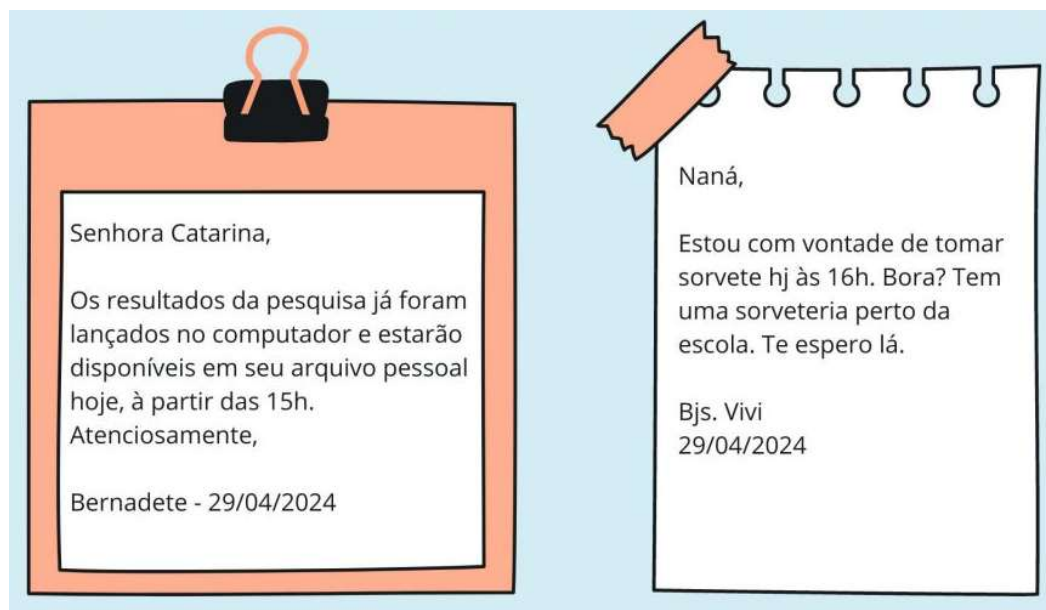 Senhora Catarina,
Os resultados da pesquisa já foram
lançados no computador e estarão
disponíveis em seu arquivo pessoal
hoje, à partir das 15h.
Atenciosamente,
Bernadete - 29/04/2024
Naná,
Estou com vontade de tomar
sorvete hj às 16h. Bora? Tem
uma sorveteria perto da
escola. Te espero lá.
Bjs. Vivi
29/04/2024